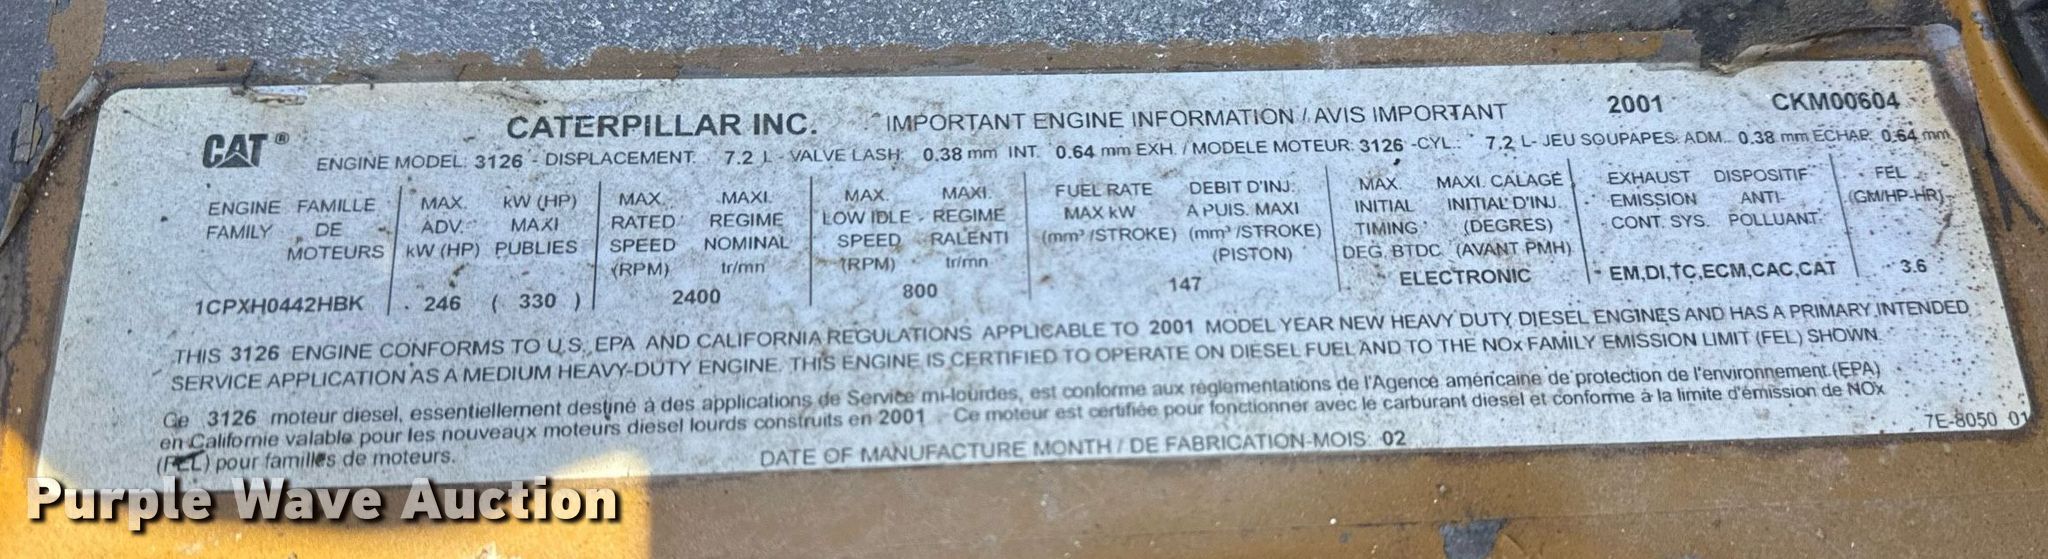 CAT® CATERPILLAR INC. IMPORTANT ENGINE INFORMATION / AVIS IMPORTANT 2001 CKM00604
ENGINE MODEL: 3126 - DISPLACEMENT. 7.2 L - VALVE LASH: 0.38 mm INT. 0.64 mm EXH. / MODELE MOTEUR: 3126 -CYL.: 7.2 L- JEU SOUPAPES: ADM. 0.38 mm ECHAP. 0.64 mm
ENGINE FAMILY
FAMILLE DE MOTEURS
1CPXH0442HBK
MAX. ADV. kW (HP)
kW (HP) MAXI PUBLIES
246 ( 330 )
MAX. RATED SPEED (RPM)
MAXI. REGIME NOMINAL tr/mn
2400
MAX. LOW IDLE SPEED (RPM)
MAXI. REGIME RALENTI tr/mn
800
FUEL RATE MAX kW (mm³/STROKE)
DEBIT D'INJ. A PUIS. MAXI (mm³/STROKE) (PISTON)
147
MAX. INITIAL TIMING DEG. BTDC
MAXI. CALAGE INITIAL D'INJ. (DEGRES) (AVANT PMH)
ELECTRONIC
EXHAUST EMISSION CONT. SYS.
DISPOSITIF ANTI- POLLUANT
EM,DI,TC,ECM,CAC,CAT
FEL (GM/HP-HR)
3.6
THIS 3126 ENGINE CONFORMS TO U.S. EPA AND CALIFORNIA REGULATIONS APPLICABLE TO 2001 MODEL YEAR NEW HEAVY DUTY DIESEL ENGINES AND HAS A PRIMARY INTENDED
SERVICE APPLICATION AS A MEDIUM HEAVY-DUTY ENGINE. THIS ENGINE IS CERTIFIED TO OPERATE ON DIESEL FUEL AND TO THE NOx FAMILY EMISSION LIMIT (FEL) SHOWN.
Ce 3126 moteur diesel, essentiellement destiné à des applications de Service mi-lourdes, est conforme aux réglementations de l'Agence américaine de protection de l'environnement (EPA)
en Californie valable pour les nouveaux moteurs diesel lourds construits en 2001 Ce moteur est certifiée pour fonctionner avec le carburant diesel et conforme à la limite d'émission de NOx
(FEL) pour familles de moteurs.
DATE OF MANUFACTURE MONTH / DE FABRICATION-MOIS: 02
7E-8050 01
Purple Wave Auction